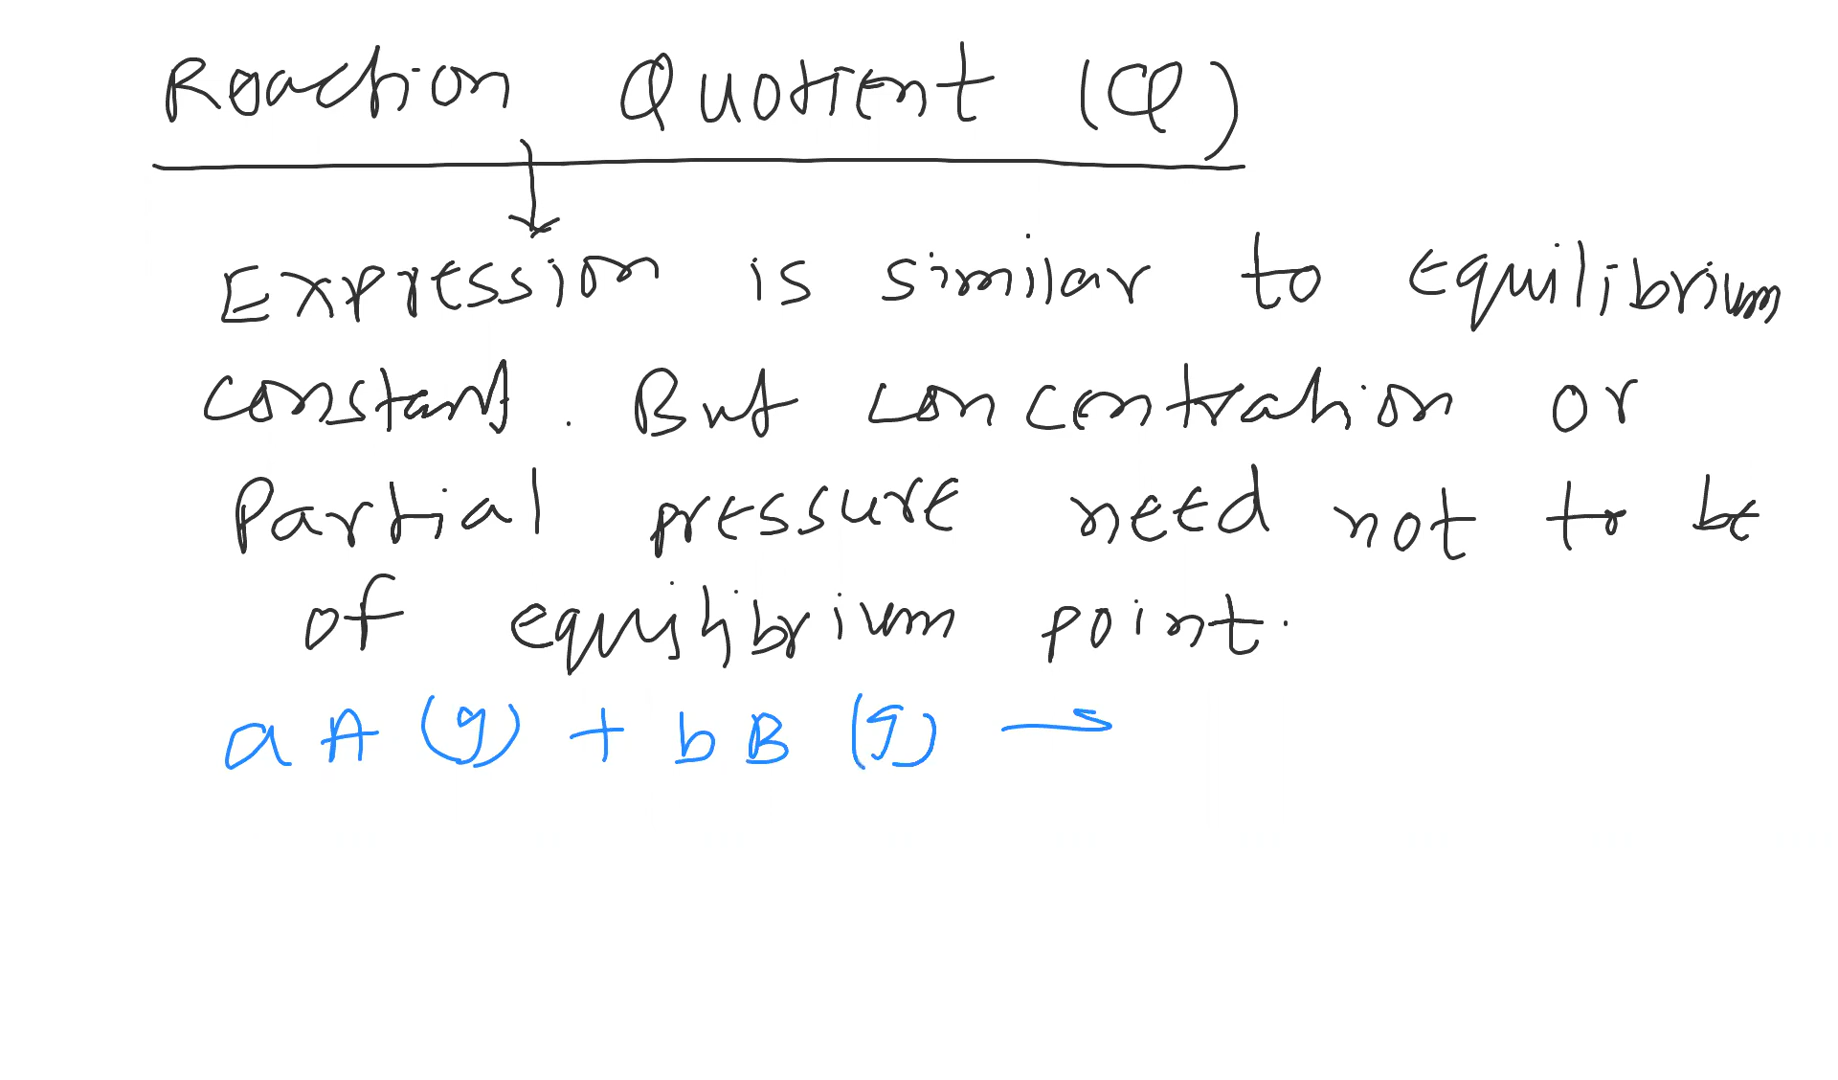 Reaction Quotient (Q)
Expression is similar to equilibrium
constant. But concentration or
Partial pressure need not to be
of equilibrium point.
aA (g) + bB (g) ⇀